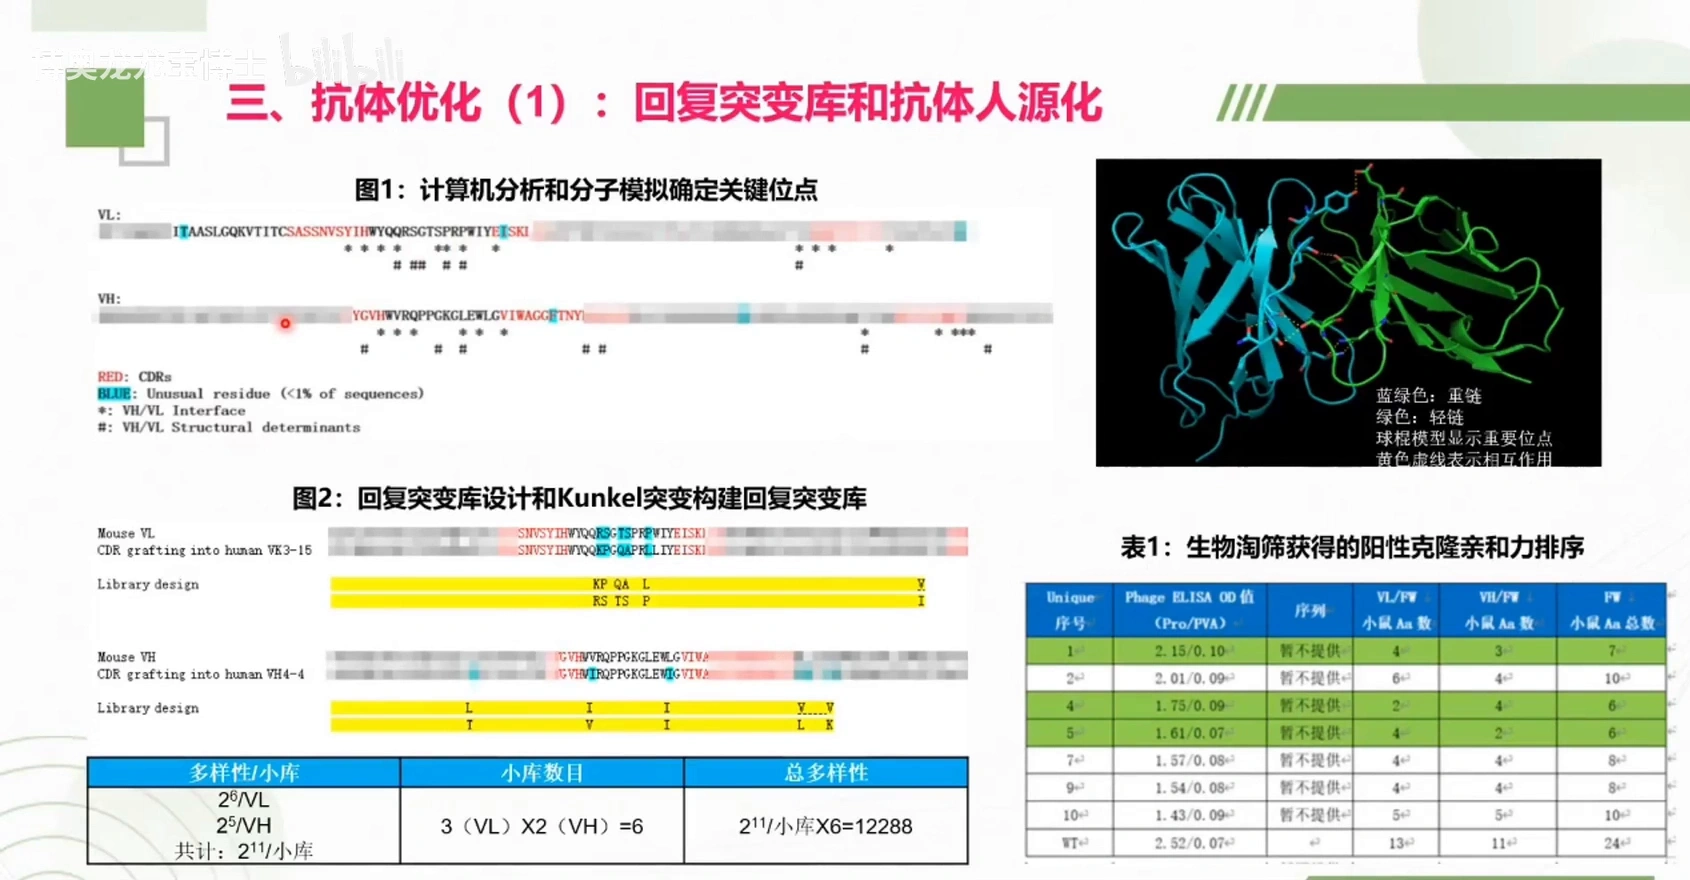 bilibili
三、抗体优化（1）：回复突变库和抗体人源化
图1：计算机分析和分子模拟确定关键位点
VL:
ITAASLGQKVTITCSASSNVSYIHWYQQRSGTSPRPWIYEISKL
* * * * ** * * * * * *
# ## # # #
VH:
YGVHWVRQPPGKGLEWLGVIWAGGFTNY
* * * * * * * * ***
# # # # # # #
RED: CDRs
BLUE: Unusual residue (<1% of sequences)
*: VH/VL Interface
#: VH/VL Structural determinants
蓝绿色：重链
绿色：轻链
球棍模型显示重要位点
黄色虚线表示相互作用
图2：回复突变库设计和Kunkel突变构建回复突变库
Mouse VL SNVSYIHWYQQRSGTSPRPWIYEISKL
CDR grafting into human VK3-15 SNVSYIHWYQQKPGQAPRLLIYEISKL
Library design KP QA L V
RS TS P I
Mouse VH GVHWVRQPPGKGLEWLGVIWA
CDR grafting into human VH4-4 GVHWIRQPPGKGLEWIGVIWA
Library design L I I V V
T V I L K
多样性/小库 小库数目 总多样性
2⁶/VL
2⁵/VH
共计：2¹¹/小库
3（VL）X2（VH）=6
2¹¹/小库X6=12288
表1：生物淘筛获得的阳性克隆亲和力排序
Unique 序号 Phage ELISA OD值 （Pro/PVA） 序列 VL/FW 小鼠Aa数 VH/FW 小鼠Aa数 FW 小鼠Aa总数
1 2.15/0.10 暂不提供 4 3 7
2 2.01/0.09 暂不提供 6 4 10
4 1.75/0.09 暂不提供 2 4 6
5 1.61/0.07 暂不提供 4 2 6
7 1.57/0.08 暂不提供 4 4 8
9 1.54/0.08 暂不提供 4 4 8
10 1.43/0.09 暂不提供 5 5 10
WT 2.52/0.07 13 11 24